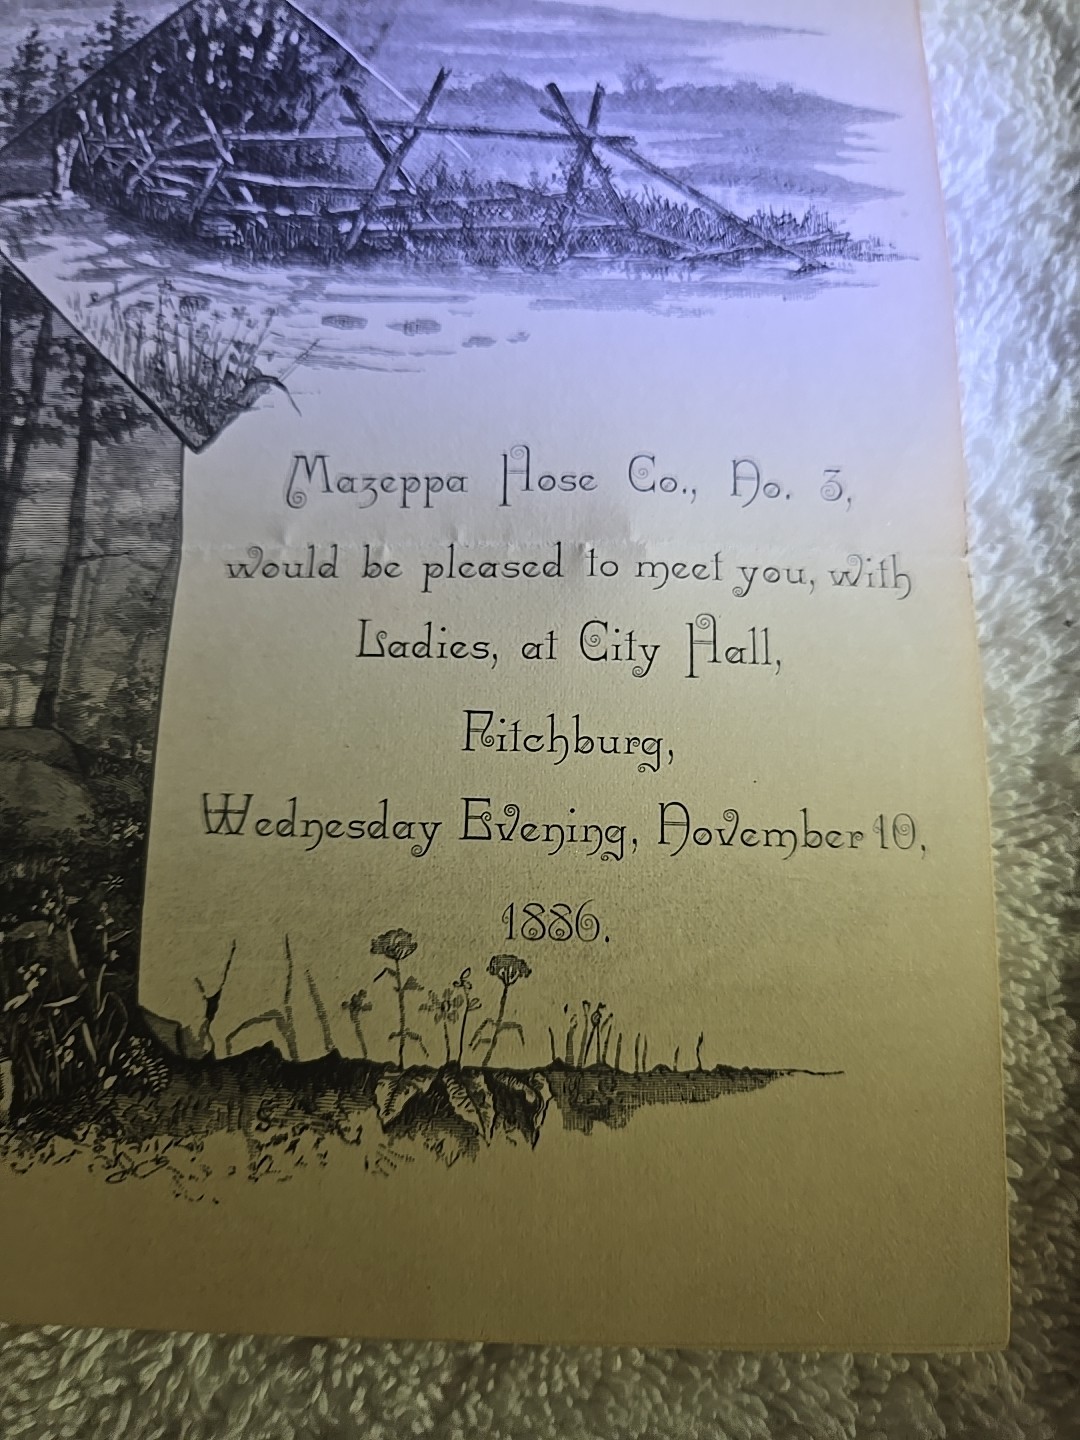 Mazeppa Hose Co., No. 3,
would be pleased to meet you, with
Ladies, at City Hall,
Fitchburg,
Wednesday Evening, November 10,
1886.